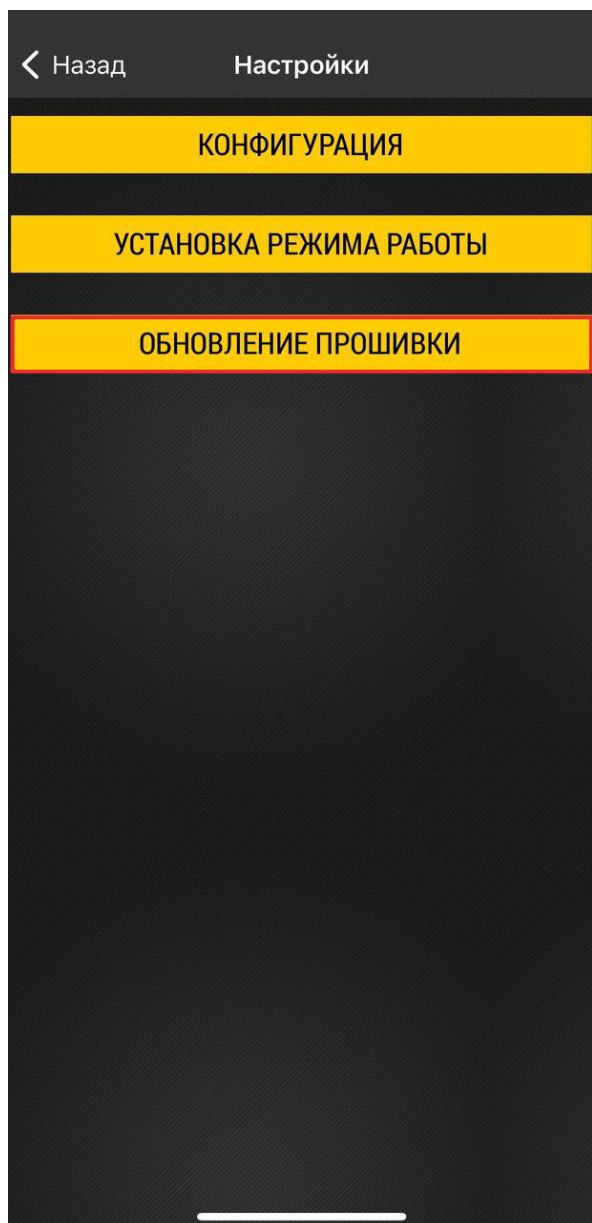 Назад Настройки
КОНФИГУРАЦИЯ
УСТАНОВКА РЕЖИМА РАБОТЫ
ОБНОВЛЕНИЕ ПРОШИВКИ